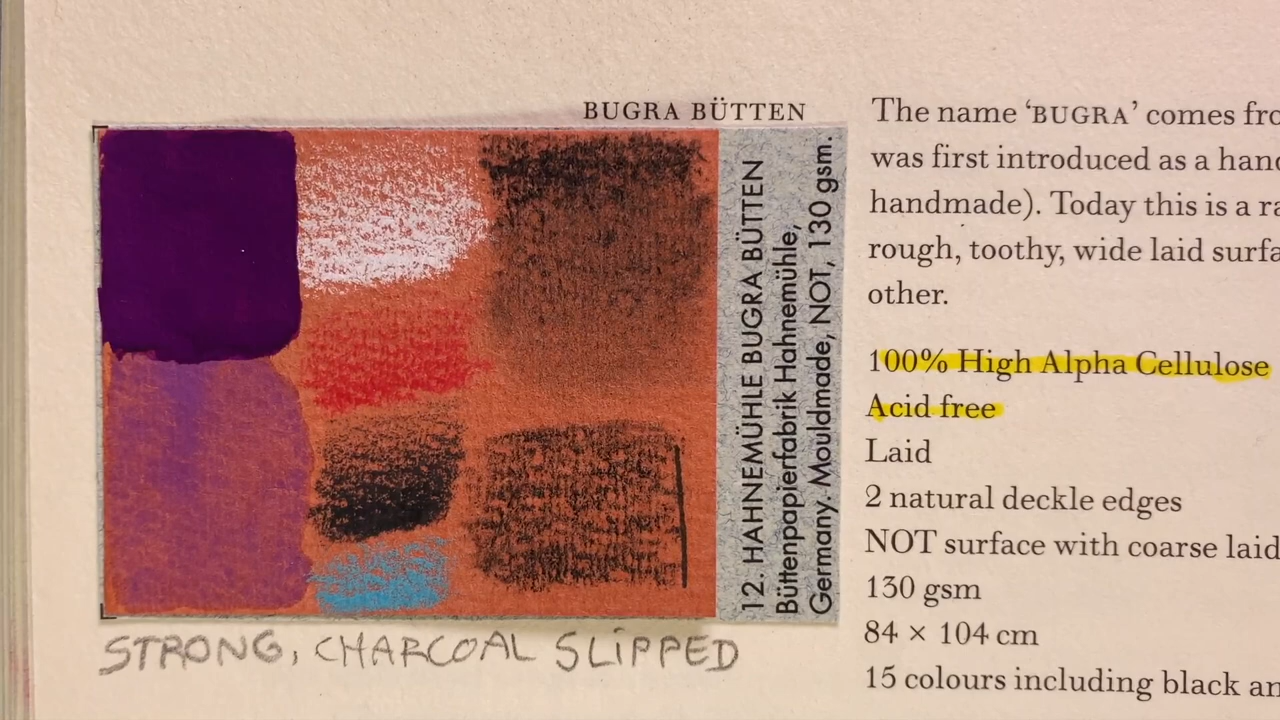 BUGRA BÜTTEN
12. HAHNEMÜHLE BUGRA BÜTTEN
Büttenpapierfabrik Hahnemühle,
Germany. Mouldmade, NOT, 130 gsm.
STRONG, CHARCOAL SLIPPED
The name ‘BUGRA’ comes fro
was first introduced as a hand
handmade). Today this is a ra
rough, toothy, wide laid surfa
other.
100% High Alpha Cellulose
Acid free
Laid
2 natural deckle edges
NOT surface with coarse laid
130 gsm
84 × 104 cm
15 colours including black an